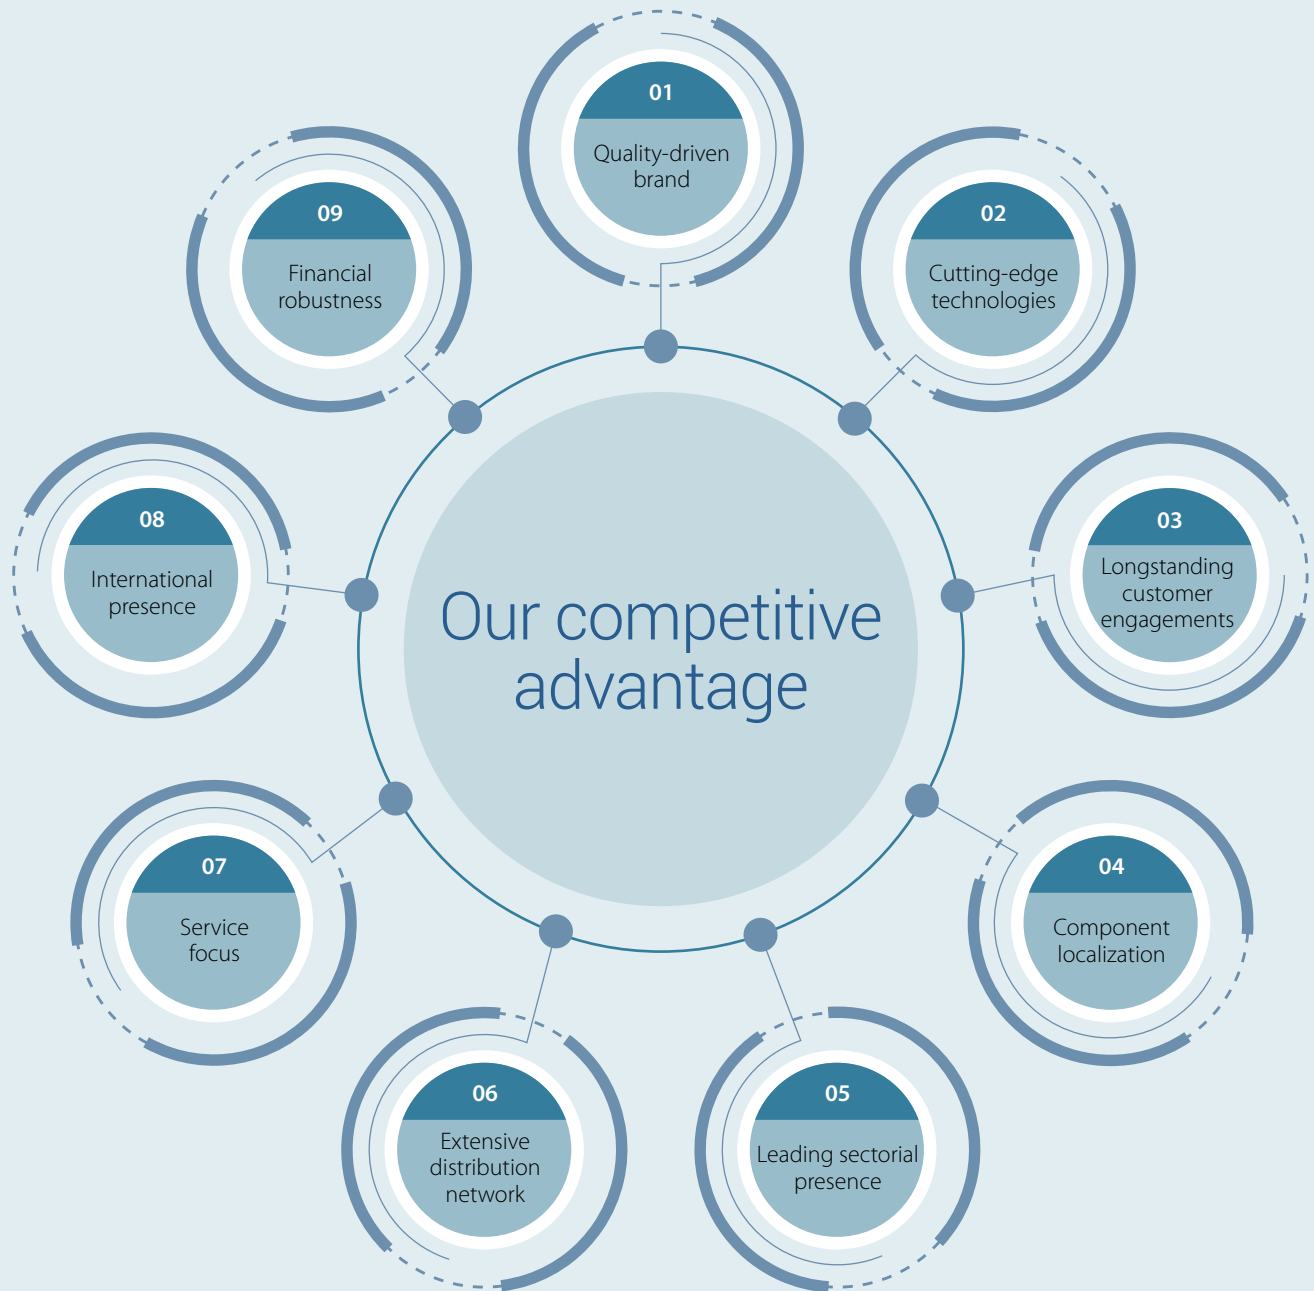 Our competitive
advantage
01
Quality-driven
brand
02
Cutting-edge
technologies
03
Longstanding
customer
engagements
04
Component
localization
05
Leading sectorial
presence
06
Extensive
distribution
network
07
Service
focus
08
International
presence
09
Financial
robustness